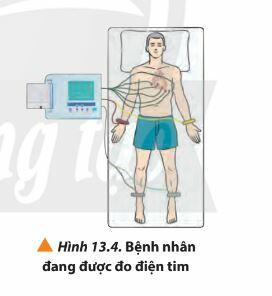 ▲ Hình 13.4. Bệnh nhân
đang được đo điện tim